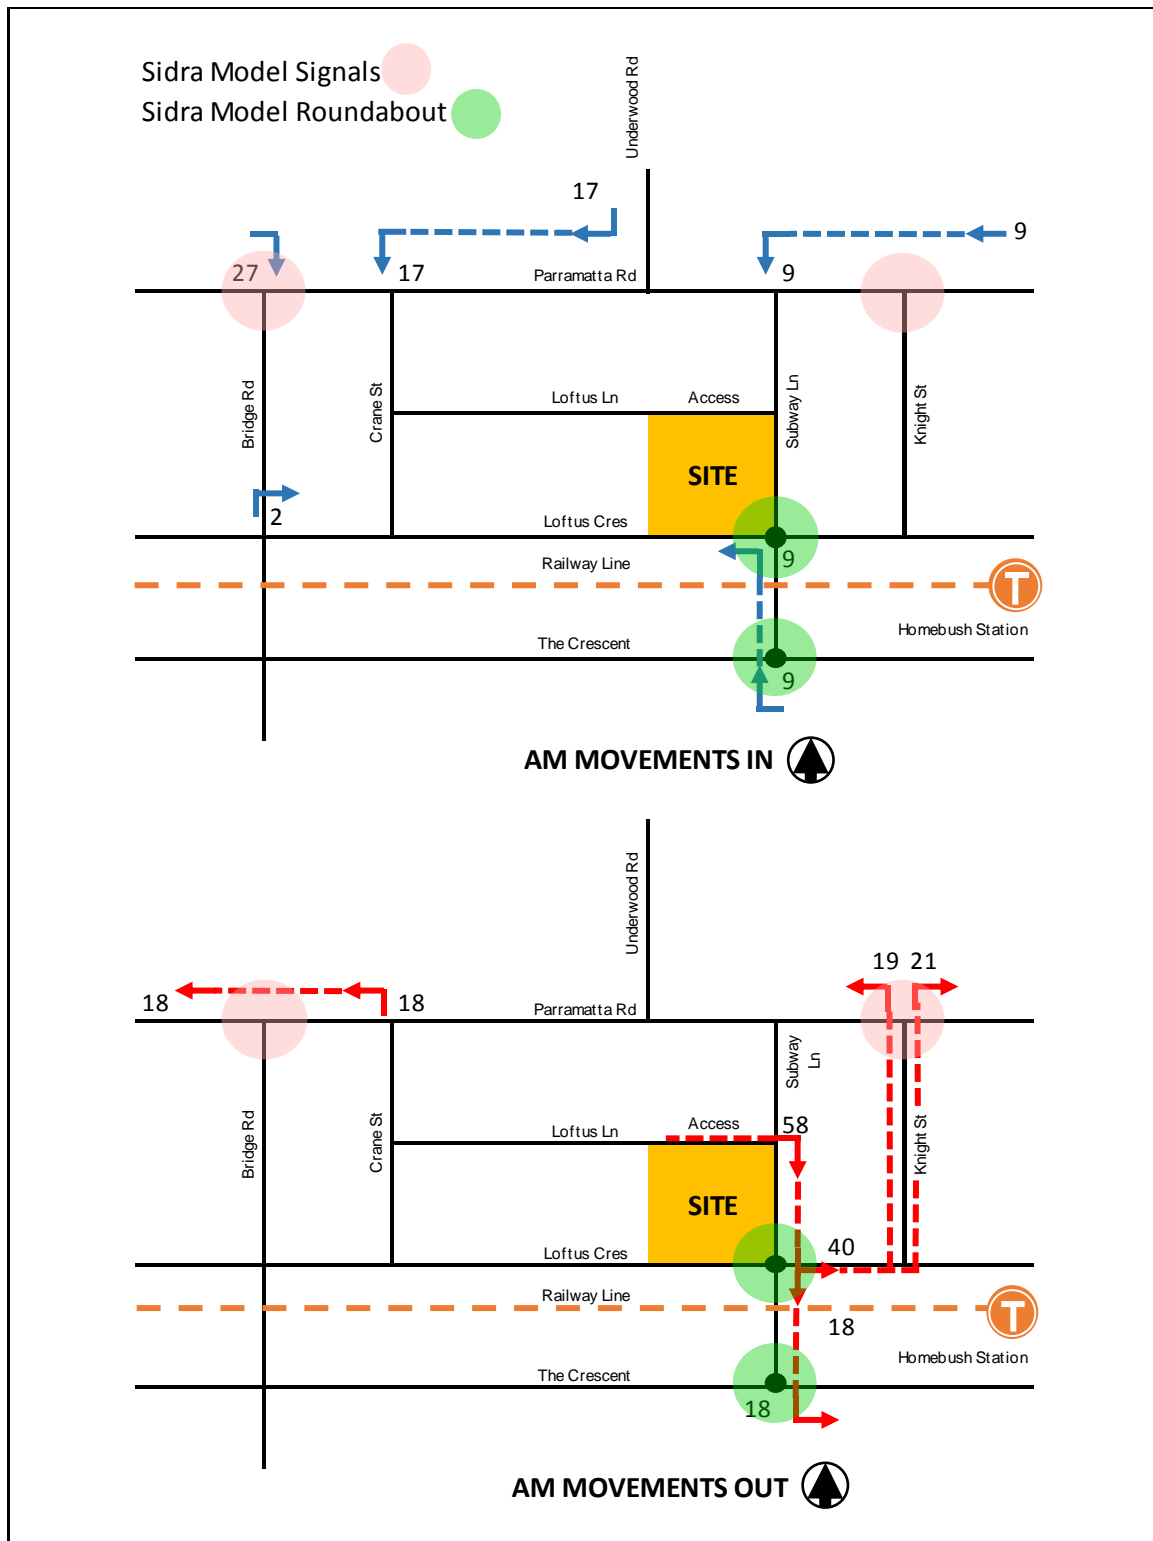 Sidra Model Signals
Sidra Model Roundabout
Underwood Rd
17
9
27
17
9
Parramatta Rd
Bridge Rd
Crane St
Loftus Ln
Access
Subway Ln
Knight St
SITE
2
Loftus Cres
9
Railway Line
T
Homebush Station
The Crescent
9
AM MOVEMENTS IN
Underwood Rd
19
21
18
18
Parramatta Rd
Subway
Ln
Bridge Rd
Crane St
Loftus Ln
Access
58
Knight St
SITE
Loftus Cres
40
Railway Line
T
18
Homebush Station
The Crescent
18
AM MOVEMENTS OUT